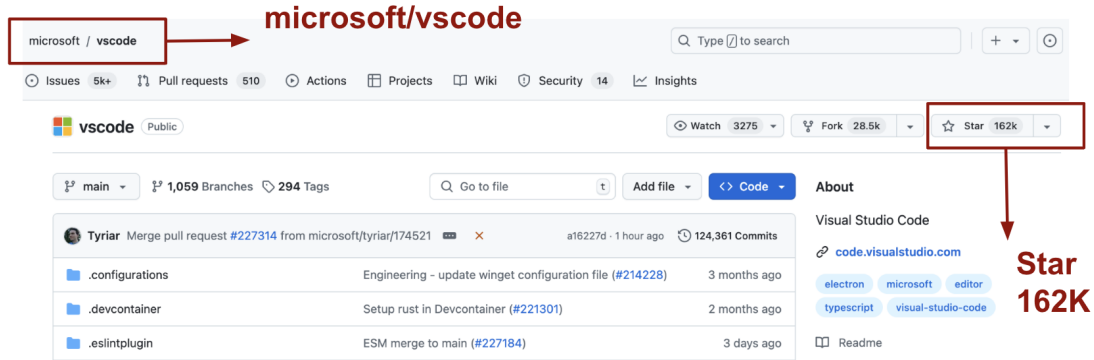 microsoft/vscode
microsoft / vscode
Type / to search
Issues 5k+ Pull requests 510 Actions Projects Wiki Security 14 Insights
vscode Public
Watch 3275 Fork 28.5k Star 162k
main 1,059 Branches 294 Tags Go to file t Add file <> Code
About
Tyriar Merge pull request #227314 from microsoft/tyriar/174521 a16227d · 1 hour ago 124,361 Commits
Visual Studio Code
code.visualstudio.com
.configurations Engineering - update winget configuration file (#214228) 3 months ago
electron microsoft editor
.devcontainer Setup rust in Devcontainer (#221301) 2 months ago
typescript visual-studio-code
.eslintplugin ESM merge to main (#227184) 3 days ago
Readme
Star
162K